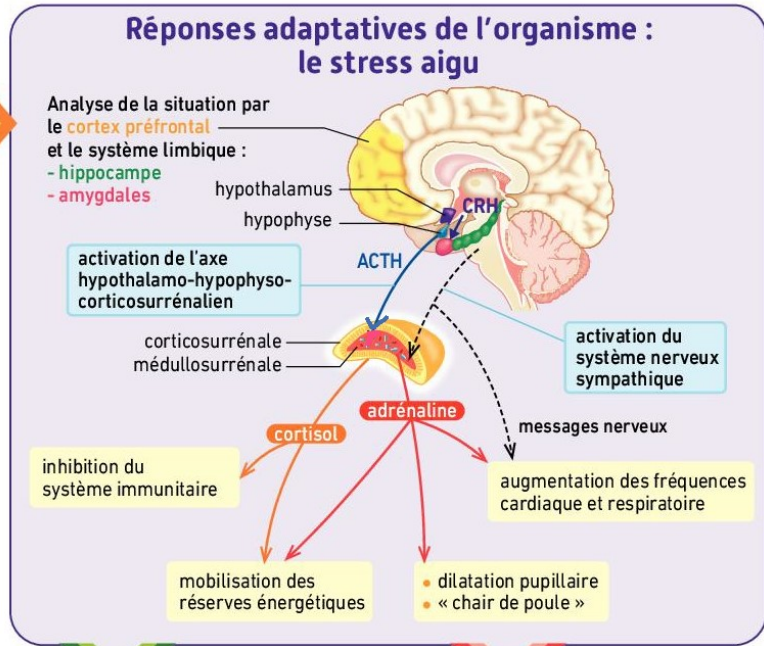 Réponses adaptatives de l'organisme :
le stress aigu
Analyse de la situation par
le cortex préfrontal
et le système limbique :
- hippocampe
- amygdales
hypothalamus
hypophyse
CRH
ACTH
activation de l'axe
hypothalamo-hypophyso-
corticosurrénalien
corticosurrénale
médullosurrénale
activation du
système nerveux
sympathique
adrénaline
cortisol
messages nerveux
inhibition du
système immunitaire
augmentation des fréquences
cardiaque et respiratoire
mobilisation des
réserves énergétiques
• dilatation pupillaire
• « chair de poule »